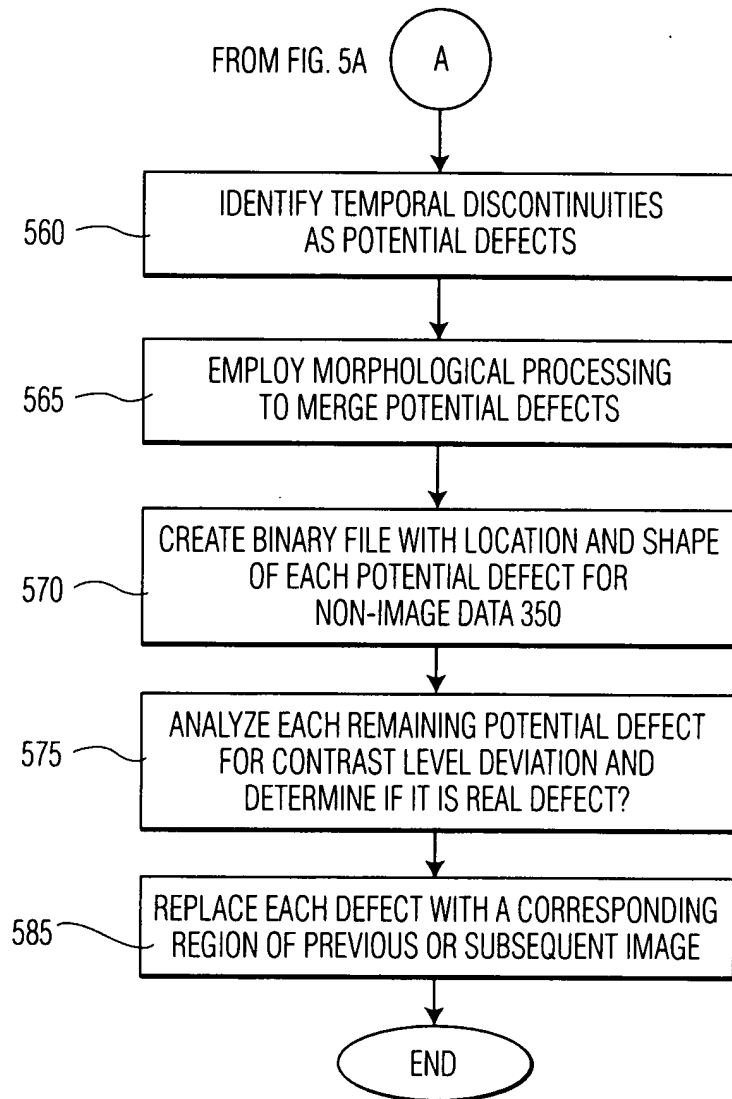 FROM FIG. 5A
A
560
IDENTIFY TEMPORAL DISCONTINUITIES
AS POTENTIAL DEFECTS
565
EMPLOY MORPHOLOGICAL PROCESSING
TO MERGE POTENTIAL DEFECTS
570
CREATE BINARY FILE WITH LOCATION AND SHAPE
OF EACH POTENTIAL DEFECT FOR
NON-IMAGE DATA 350
575
ANALYZE EACH REMAINING POTENTIAL DEFECT
FOR CONTRAST LEVEL DEVIATION AND
DETERMINE IF IT IS REAL DEFECT?
585
REPLACE EACH DEFECT WITH A CORRESPONDING
REGION OF PREVIOUS OR SUBSEQUENT IMAGE
END